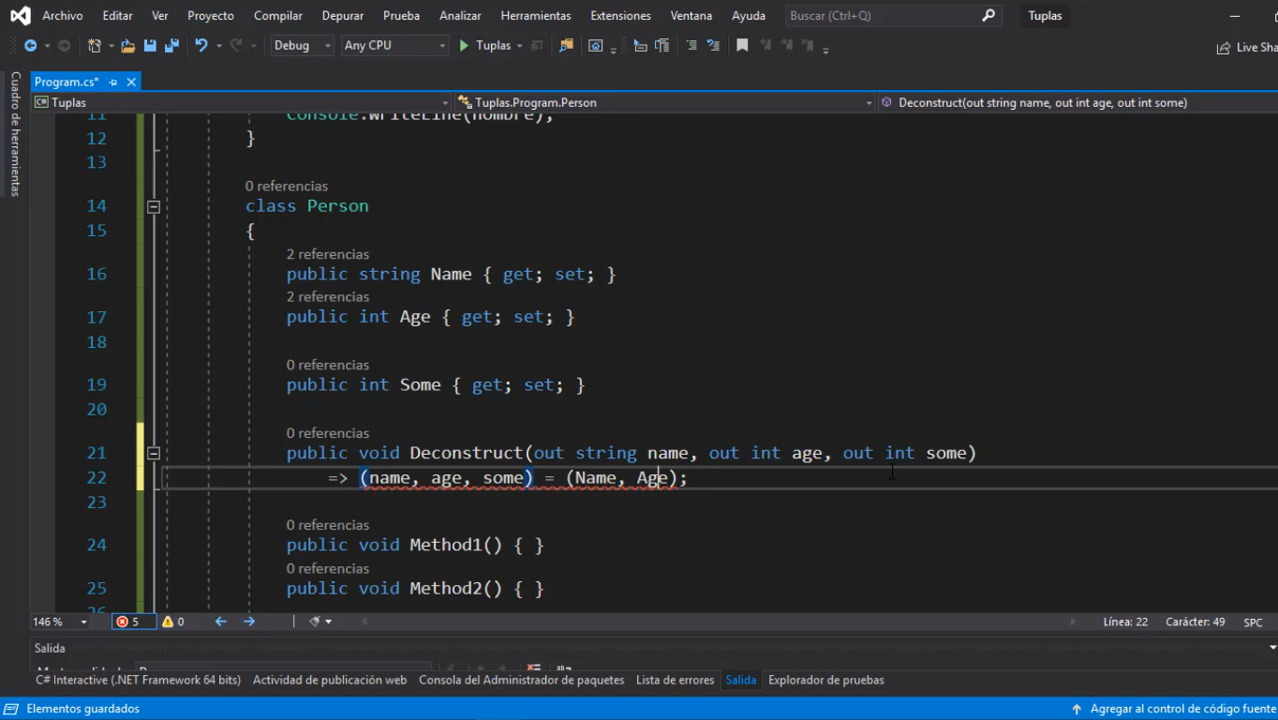 Archivo Editar Ver Proyecto Compilar Depurar Prueba Analizar Herramientas Extensiones Ventana Ayuda Buscar (Ctrl+Q) Tuplas
Debug Any CPU Tuplas Live Sha
Program.cs*
Tuplas Tuplas.Program.Person Deconstruct(out string name, out int age, out int some)
Cuadro de herramientas
11 Console.WriteLine(nombre);
12 }
13
0 referencias
14 class Person
15 {
2 referencias
16 public string Name { get; set; }
2 referencias
17 public int Age { get; set; }
18
0 referencias
19 public int Some { get; set; }
20
0 referencias
21 public void Deconstruct(out string name, out int age, out int some)
22 => (name, age, some) = (Name, Age);
23
0 referencias
24 public void Method1() { }
0 referencias
25 public void Method2() { }
146 % 5 0 Línea: 22 Carácter: 49 SPC
Salida
C# Interactive (.NET Framework 64 bits) Actividad de publicación web Consola del Administrador de paquetes Lista de errores Salida Explorador de pruebas
Elementos guardados Agregar al control de código fuente